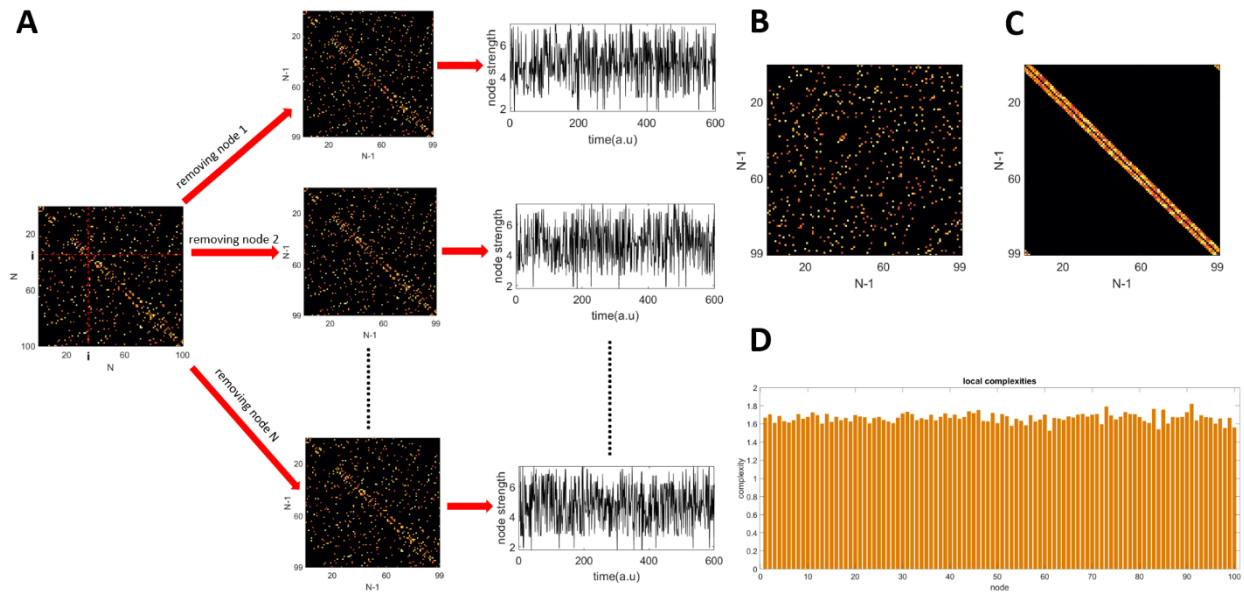 A
20
N-1
60
99
20
60
99
N-1
node strength
6
4
2
0
200
400
600
time(a.u)
removing node 1
20
i
N
60
100
20
i
60
100
N
removing node 2
20
N-1
60
99
20
60
99
N-1
node strength
6
4
2
0
200
400
600
time(a.u)
removing node N
20
N-1
60
99
20
60
99
N-1
node strength
6
4
2
0
200
400
600
time(a.u)
B
20
N-1
60
99
20
60
99
N-1
C
20
N-1
60
99
20
60
99
N-1
D
local complexities
complexity
2
1.8
1.6
1.4
1.2
1
0.8
0.6
0.4
0.2
0
0
10
20
30
40
50
60
70
80
90
100
node